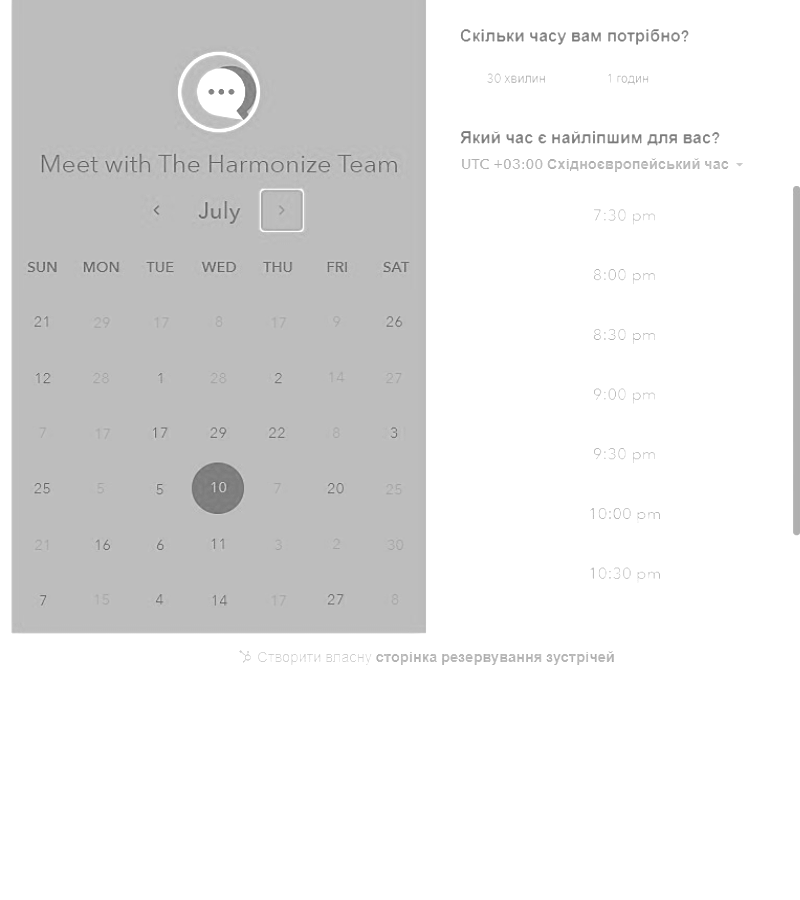 Meet with The Harmonize Team
July
SUN MON TUE WED THU FRI SAT
21 29 17 8 17 9 26
12 28 1 28 2 14 27
7 17 17 29 22 8 3
25 5 5 10 7 20 25
21 16 6 11 3 2 30
7 15 4 14 17 27 8
Скільки часу вам потрібно?
30 хвилин 1 годин
Який час є найліпшим для вас?
UTC +03:00 Східноєвропейський час
7:30 pm
8:00 pm
8:30 pm
9:00 pm
9:30 pm
10:00 pm
10:30 pm
Створити власну сторінка резервування зустрічей